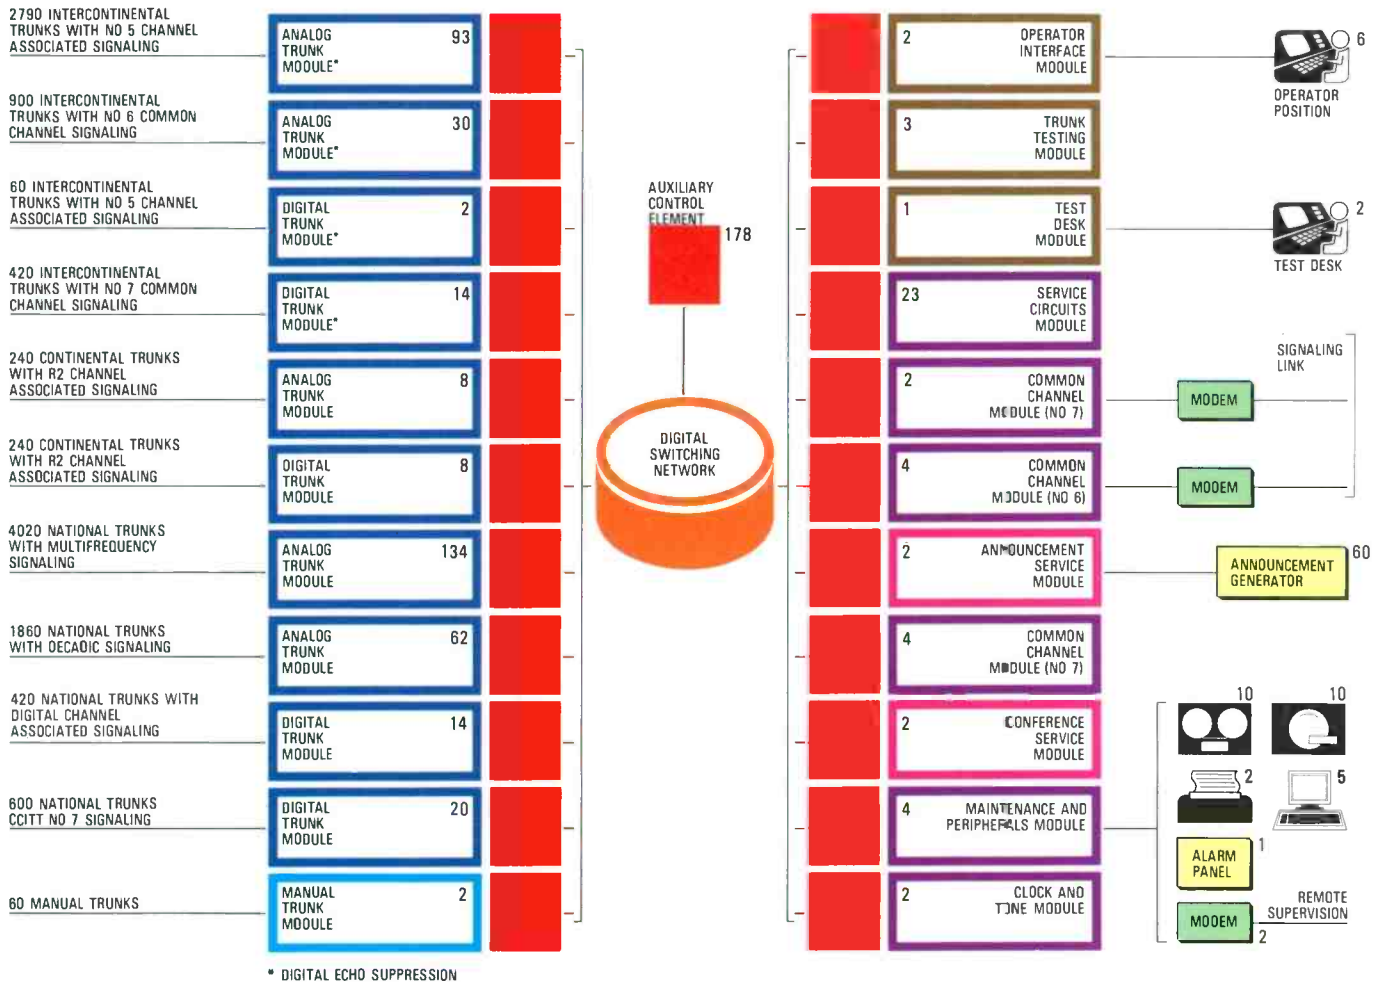 2790 INTERCONTINENTAL
TRUNKS WITH NO 5 CHANNEL
ASSOCIATED SIGNALING
ANALOG 93
TRUNK
MODULE*
900 INTERCONTINENTAL
TRUNKS WITH NO 6 COMMON
CHANNEL SIGNALING
ANALOG 30
TRUNK
MODULE*
60 INTERCONTINENTAL
TRUNKS WITH NO 5 CHANNEL
ASSOCIATED SIGNALING
DIGITAL 2
TRUNK
MODULE*
420 INTERCONTINENTAL
TRUNKS WITH NO 7 COMMON
CHANNEL SIGNALING
DIGITAL 14
TRUNK
MODULE*
240 CONTINENTAL TRUNKS
WITH R2 CHANNEL
ASSOCIATED SIGNALING
ANALOG 8
TRUNK
MODULE
240 CONTINENTAL TRUNKS
WITH R2 CHANNEL
ASSOCIATED SIGNALING
DIGITAL 8
TRUNK
MODULE
4020 NATIONAL TRUNKS
WITH MULTIFREQUENCY
SIGNALING
ANALOG 134
TRUNK
MODULE
1860 NATIONAL TRUNKS
WITH DECADIC SIGNALING
ANALOG 62
TRUNK
MODULE
420 NATIONAL TRUNKS WITH
DIGITAL CHANNEL
ASSOCIATED SIGNALING
DIGITAL 14
TRUNK
MODULE
600 NATIONAL TRUNKS
CCITT NO 7 SIGNALING
DIGITAL 20
TRUNK
MODULE
60 MANUAL TRUNKS
MANUAL 2
TRUNK
MODULE
* DIGITAL ECHO SUPPRESSION
AUXILIARY
CONTROL
ELEMENT
178
DIGITAL
SWITCHING
NETWORK
2 OPERATOR
INTERFACE
MODULE
6
OPERATOR
POSITION
3 TRUNK
TESTING
MODULE
1 TEST
DESK
MODULE
2
TEST DESK
23 SERVICE
CIRCUITS
MODULE
SIGNALING
LINK
2 COMMON
CHANNEL
MODULE (NO 7)
MODEM
4 COMMON
CHANNEL
MODULE (NO 6)
MODEM
2 ANNOUNCEMENT
SERVICE
MODULE
ANNOUNCEMENT
GENERATOR
60
4 COMMON
CHANNEL
MODULE (NO 7)
2 CONFERENCE
SERVICE
MODULE
10 10
4 MAINTENANCE AND
PERIPHERALS MODULE
2 5
ALARM
PANEL
1
2 CLOCK AND
TONE MODULE
MODEM
2
REMOTE
SUPERVISION